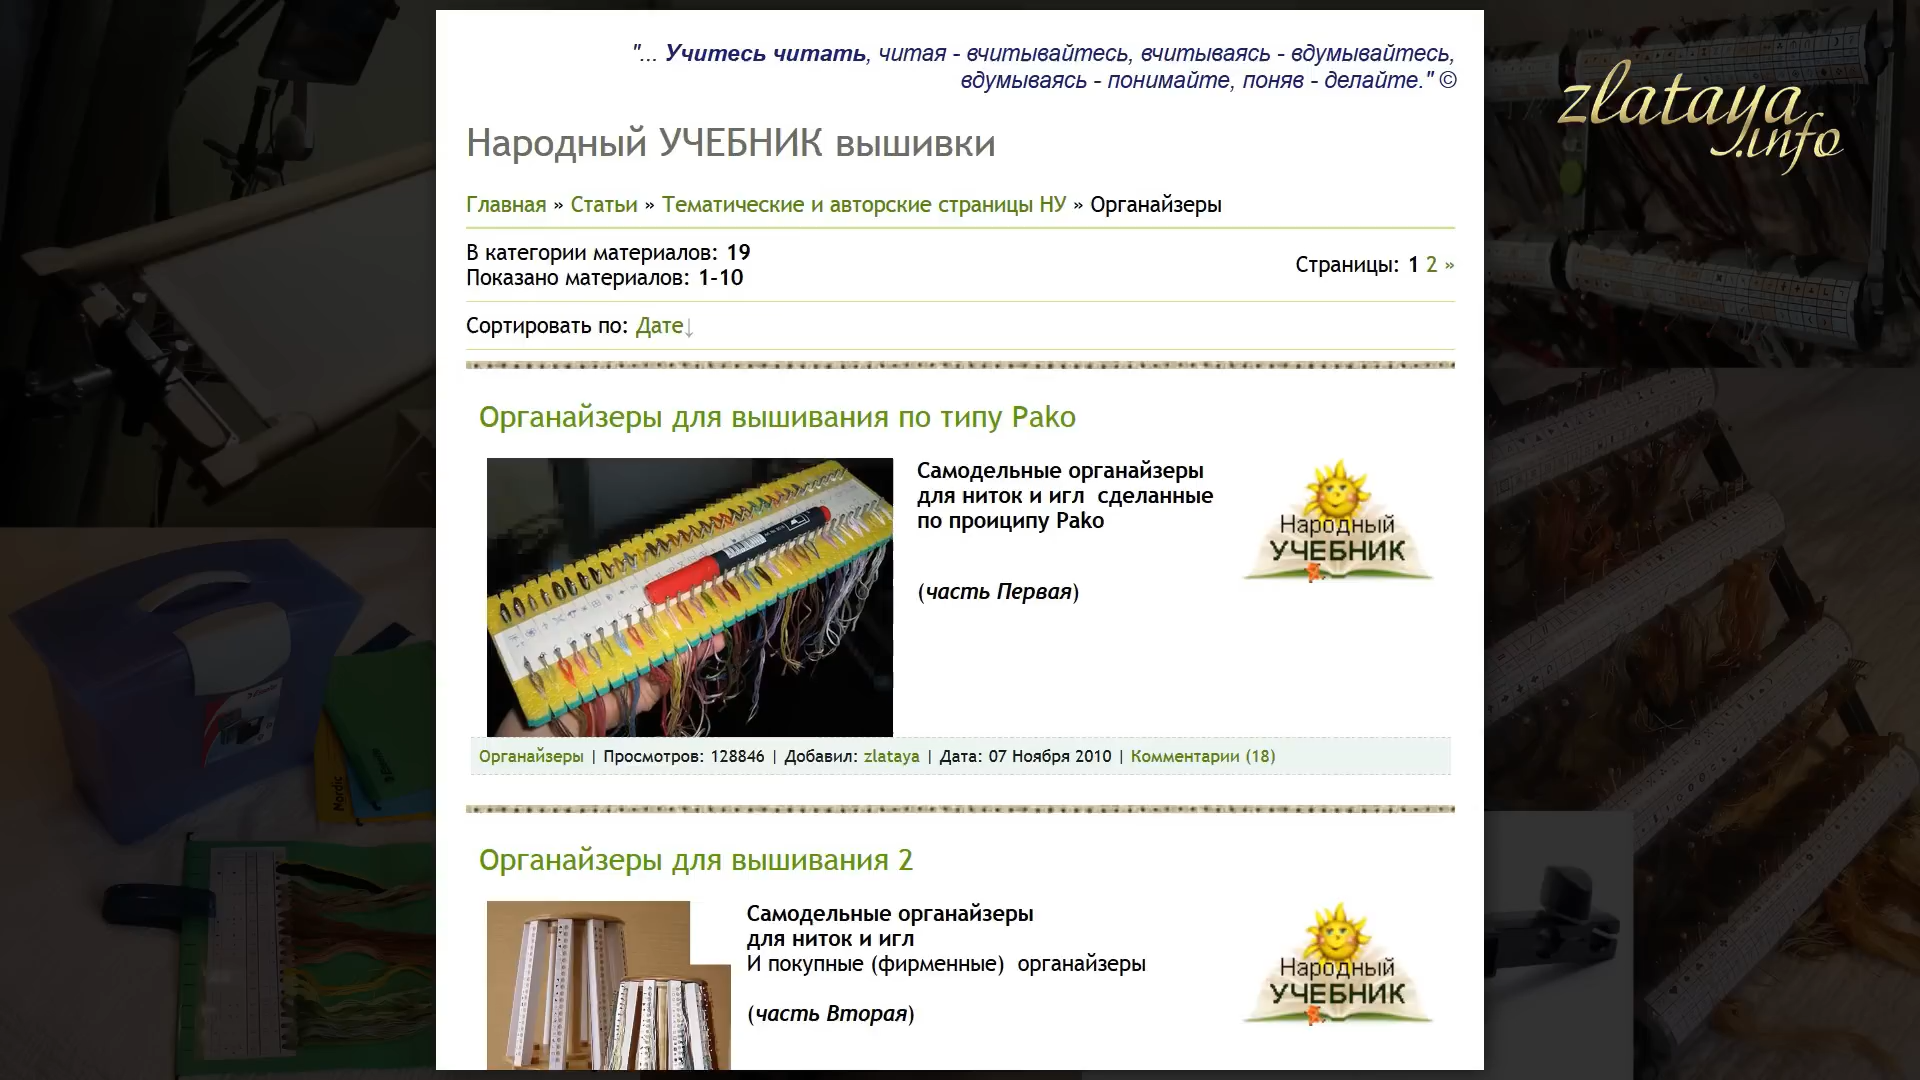 "... Учитесь читать, читая - вчитывайтесь, вчитываясь - вдумывайтесь,
вдумываясь - понимайте, поняв - делайте." ©
zlataya
.info
Народный УЧЕБНИК вышивки
Главная » Статьи » Тематические и авторские страницы НУ » Органайзеры
В категории материалов: 19
Показано материалов: 1-10
Страницы: 1 2 »
Сортировать по: Дате↓
Органайзеры для вышивания по типу Pako
Самодельные органайзеры
для ниток и игл сделанные
по проиципу Pako
(часть Первая)
Народный
УЧЕБНИК
Органайзеры | Просмотров: 128846 | Добавил: zlataya | Дата: 07 Ноября 2010 | Комментарии (18)
Органайзеры для вышивания 2
Самодельные органайзеры
для ниток и игл
И покупные (фирменные) органайзеры
(часть Вторая)
Народный
УЧЕБНИК
Nordic